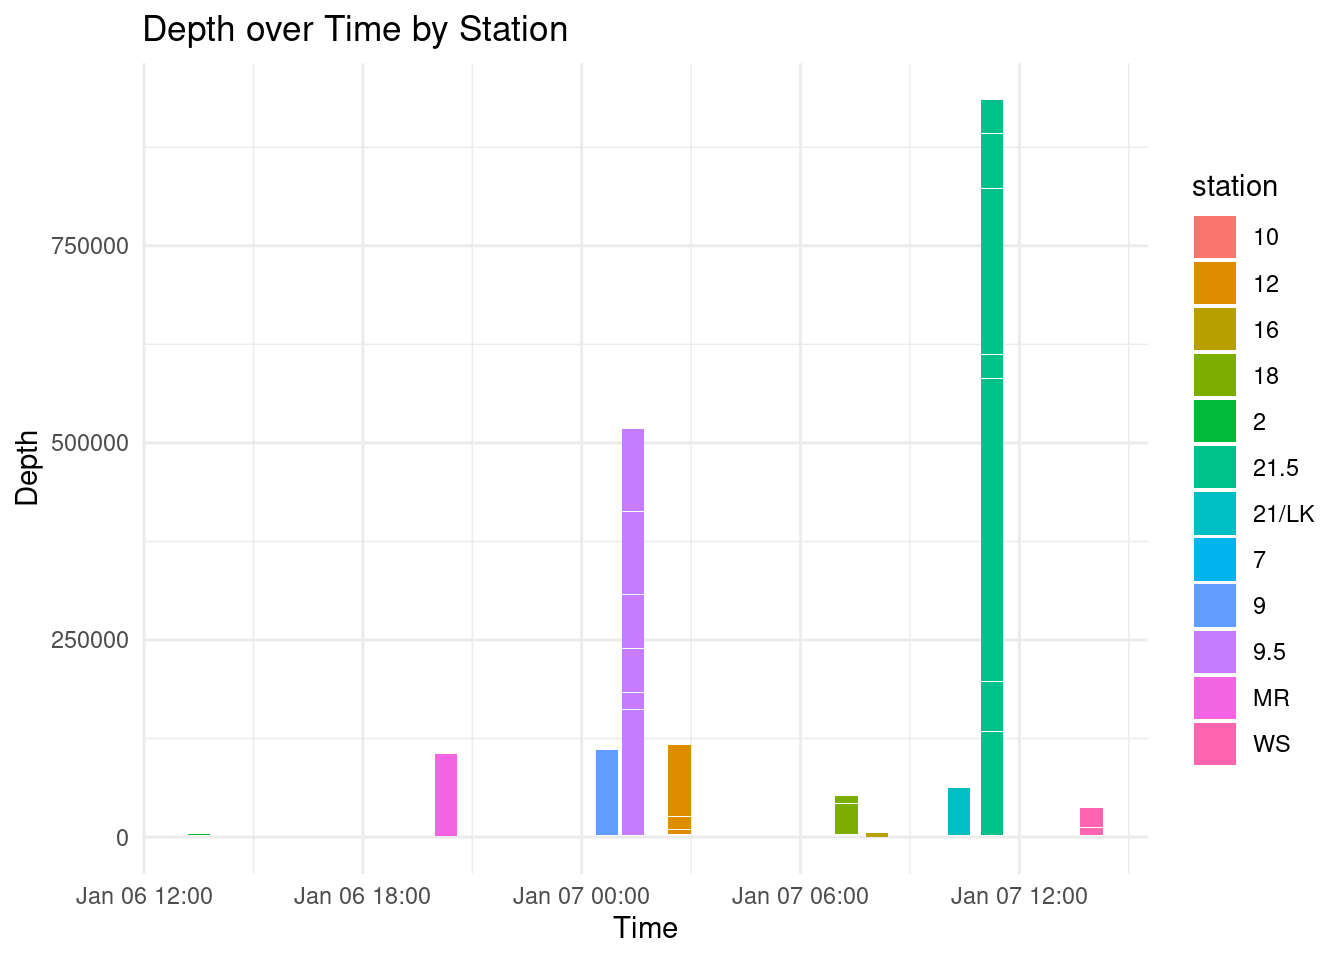 Depth over Time by Station
Depth
750000
500000
250000
0
Jan 06 12:00
Jan 06 18:00
Jan 07 00:00
Jan 07 06:00
Jan 07 12:00
Time
station
10
12
16
18
2
21.5
21/LK
7
9
9.5
MR
WS